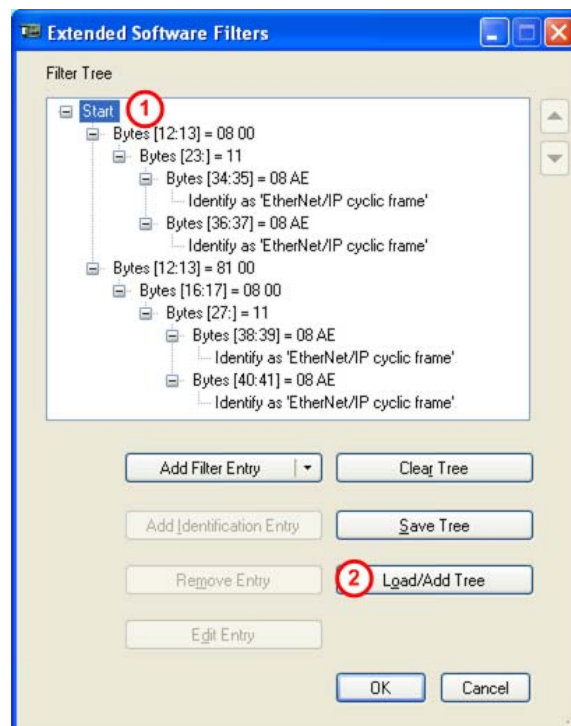 Extended Software Filters
Filter Tree
Start 1
Bytes [12:13] = 08 00
Bytes [23:] = 11
Bytes [34:35] = 08 AE
Identify as 'EtherNet/IP cyclic frame'
Bytes [36:37] = 08 AE
Identify as 'EtherNet/IP cyclic frame'
Bytes [12:13] = 81 00
Bytes [16:17] = 08 00
Bytes [27:] = 11
Bytes [38:39] = 08 AE
Identify as 'EtherNet/IP cyclic frame'
Bytes [40:41] = 08 AE
Identify as 'EtherNet/IP cyclic frame'
Add Filter Entry Clear Tree
Add Identification Entry Save Tree
Remove Entry 2 Load/Add Tree
Edit Entry
OK Cancel